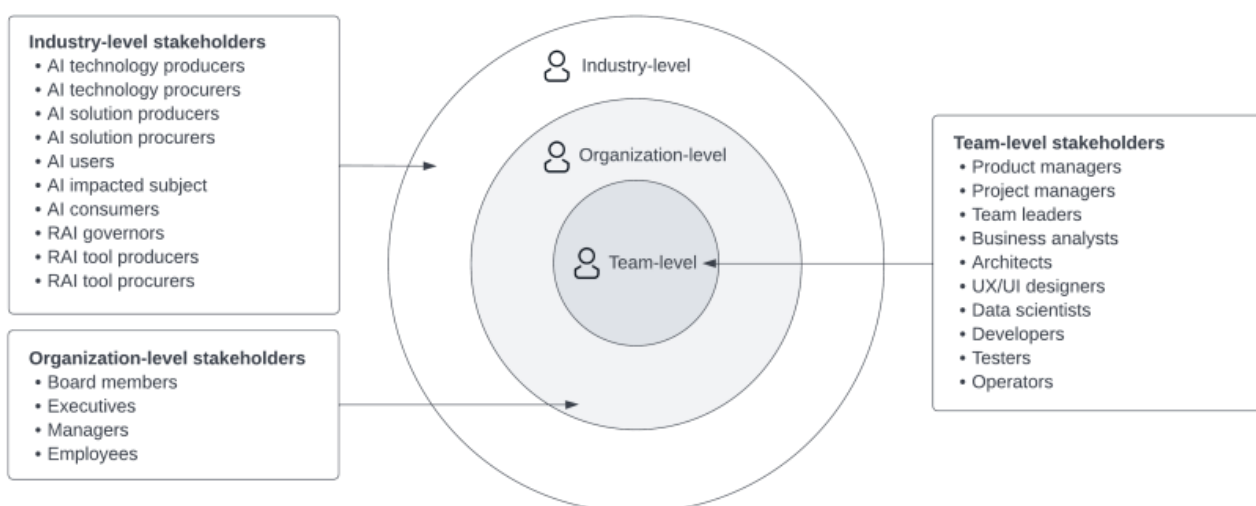 Industry-level stakeholders
• AI technology producers
• AI technology procurers
• AI solution producers
• AI solution procurers
• AI users
• AI impacted subject
• AI consumers
• RAI governors
• RAI tool producers
• RAI tool procurers
Organization-level stakeholders
• Board members
• Executives
• Managers
• Employees
Industry-level
Organization-level
Team-level
Team-level stakeholders
• Product managers
• Project managers
• Team leaders
• Business analysts
• Architects
• UX/UI designers
• Data scientists
• Developers
• Testers
• Operators